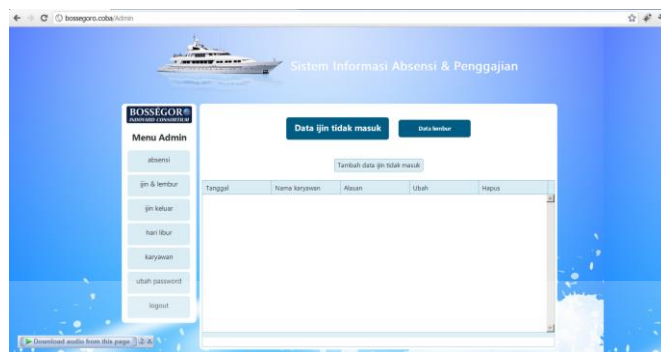 bossegoro.coba/Admin
Sistem Informasi Absensi & Penggajian
BOSSEGORO
INDOYARD CONSORTIUM
Menu Admin
absensi
ijin & lembur
ijin keluar
hari libur
karyawan
ubah password
logout
Data ijin tidak masuk
Data lembur
Tambah data ijin tidak masuk
Tanggal Nama karyawan Alasan Ubah Hapus
Download audio from this page